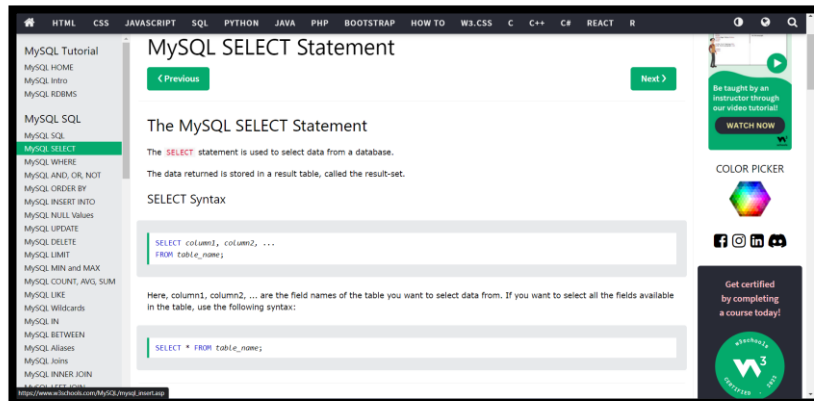 HTML CSS JAVASCRIPT SQL PYTHON JAVA PHP BOOTSTRAP HOW TO W3.CSS C C++ C# REACT R
MySQL Tutorial
MySQL HOME
MySQL Intro
MySQL RDBMS
MySQL SQL
MySQL SQL
MySQL SELECT
MySQL WHERE
MySQL AND, OR, NOT
MySQL ORDER BY
MySQL INSERT INTO
MySQL NULL Values
MySQL UPDATE
MySQL DELETE
MySQL LIMIT
MySQL MIN and MAX
MySQL COUNT, AVG, SUM
MySQL LIKE
MySQL Wildcards
MySQL IN
MySQL BETWEEN
MySQL Aliases
MySQL Joins
MySQL INNER JOIN
MySQL LEFT JOIN
https://www.w3schools.com/MySQL/mysql_insert.asp
MySQL SELECT Statement
❮ Previous
Next ❯
The MySQL SELECT Statement
The SELECT statement is used to select data from a database.
The data returned is stored in a result table, called the result-set.
SELECT Syntax
SELECT column1, column2, ...
FROM table_name;
Here, column1, column2, ... are the field names of the table you want to select data from. If you want to select all the fields available
in the table, use the following syntax:
SELECT * FROM table_name;
Be taught by an
instructor through
our video tutorial!
WATCH NOW
COLOR PICKER
Get certified
by completing
a course today!
w3schools
3
CERTIFIED . 2022